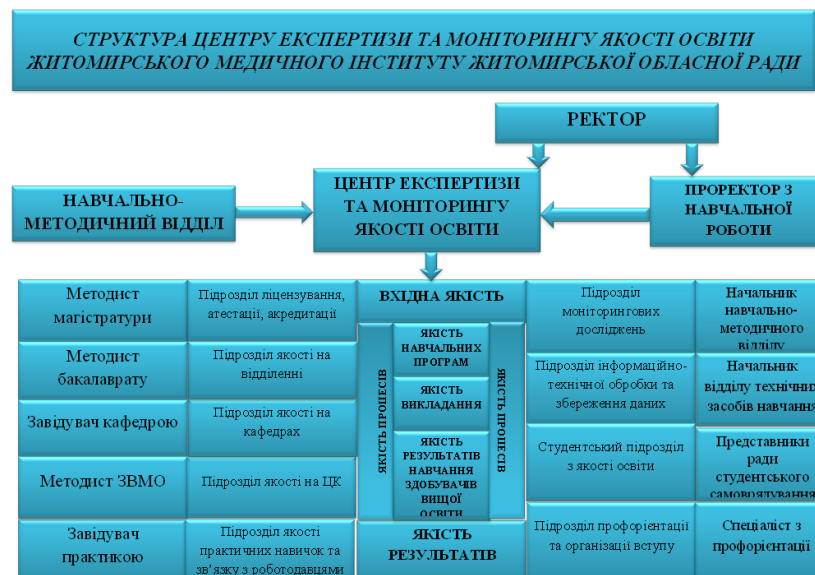 СТРУКТУРА ЦЕНТРУ ЕКСПЕРТИЗИ ТА МОНІТОРИНГУ ЯКОСТІ ОСВІТИ
ЖИТОМИРСЬКОГО МЕДИЧНОГО ІНСТИТУТУ ЖИТОМИРСЬКОЇ ОБЛАСНОЇ РАДИ
РЕКТОР
НАВЧАЛЬНО-
МЕТОДИЧНИЙ ВІДДІЛ
ЦЕНТР ЕКСПЕРТИЗИ
ТА МОНІТОРИНГУ
ЯКОСТІ ОСВІТИ
ПРОРЕКТОР З
НАВЧАЛЬНОЇ
РОБОТИ
Методист
магістратури
Підрозділ ліцензування,
атестації, акредитації
Методист
бакалаврату
Підрозділ якості на
відділенні
Завідувач кафедрою
Підрозділ якості на
кафедрах
Методист ЗВМО
Підрозділ якості на ЦК
Завідувач
практикою
Підрозділ якості
практичних навичок та
зв'язку з роботодавцями
ВХІДНА ЯКІСТЬ
ЯКІСТЬ ПРОЦЕСІВ
ЯКІСТЬ
НАВЧАЛЬНИХ
ПРОГРАМ
ЯКІСТЬ
ВИКЛАДАННЯ
ЯКІСТЬ
РЕЗУЛЬТАТІВ
НАВЧАННЯ
ЗДОБУВАЧІВ
ВИЩОЇ
ОСВІТИ
ЯКІСТЬ ПРОЦЕСІВ
ЯКІСТЬ
РЕЗУЛЬТАТІВ
Підрозділ
моніторингових
досліджень
Начальник
навчально-
методичного
відділу
Підрозділ інформаційно-
технічної обробки та
збереження даних
Начальник
відділу технічних
засобів навчання
Студентський підрозділ
з якості освіти
Представники
ради
студентського
самоврятування
Підрозділ профорієнтації
та організації вступу
Спеціаліст з
профорієнтації